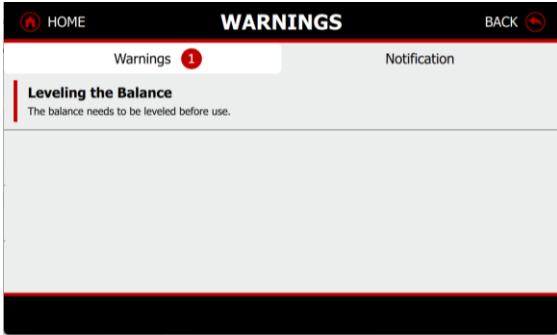 HOME WARNINGS BACK
Warnings 1 Notification
Leveling the Balance
The balance needs to be leveled before use.